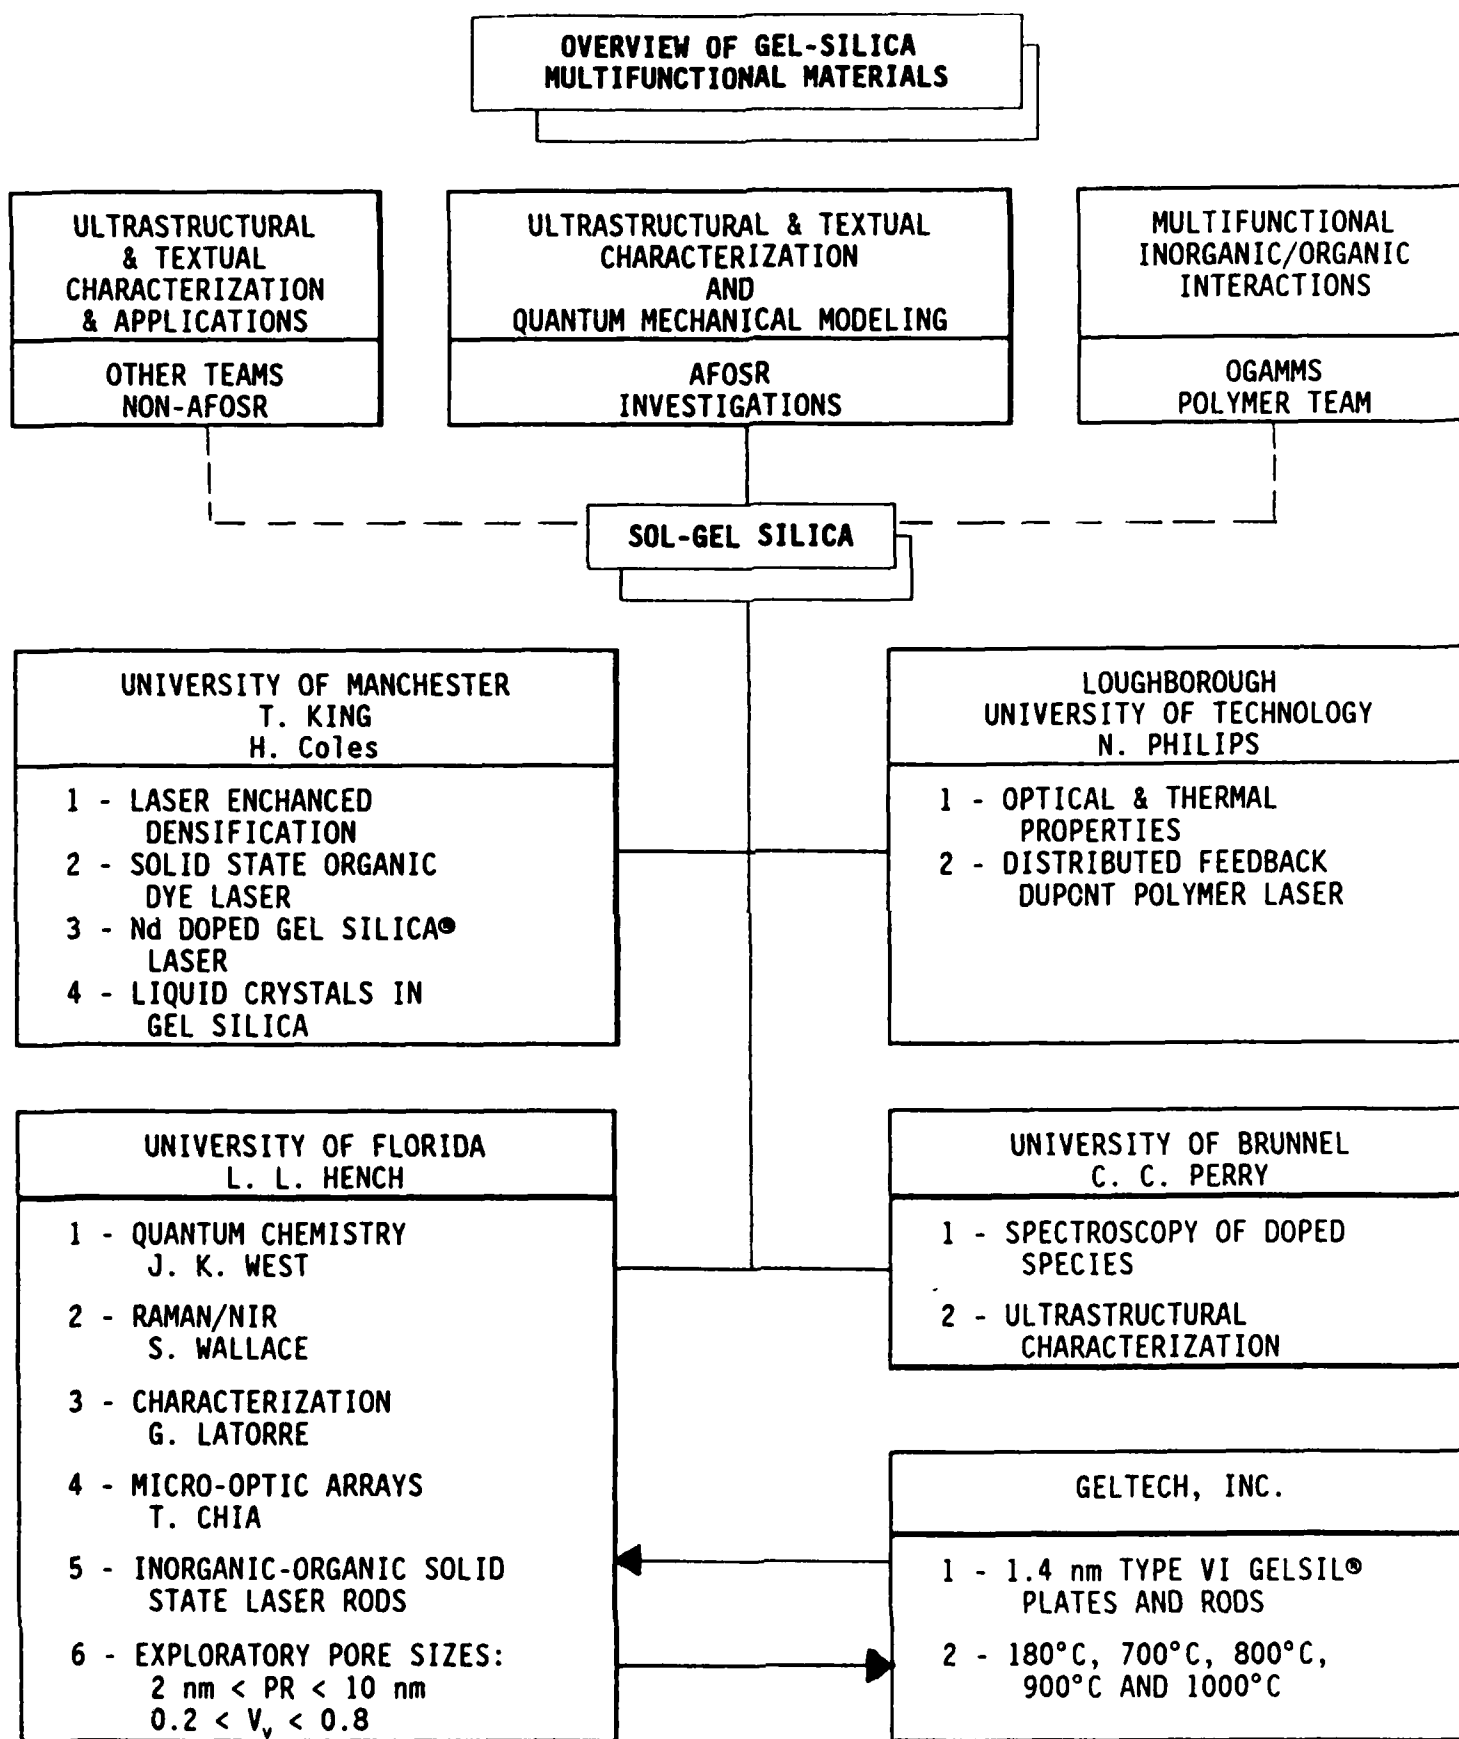 OVERVIEW OF GEL-SILICA
MULTIFUNCTIONAL MATERIALS
ULTRASTRUCTURAL
& TEXTUAL
CHARACTERIZATION
& APPLICATIONS
OTHER TEAMS
NON-AFOSR
ULTRASTRUCTURAL & TEXTUAL
CHARACTERIZATION
AND
QUANTUM MECHANICAL MODELING
AFOSR
INVESTIGATIONS
MULTIFUNCTIONAL
INORGANIC/ORGANIC
INTERACTIONS
OGAMMS
POLYMER TEAM
SOL-GEL SILICA
UNIVERSITY OF MANCHESTER
T. KING
H. Coles
1 - LASER ENCHANCED
DENSIFICATION
2 - SOLID STATE ORGANIC
DYE LASER
3 - Nd DOPED GEL SILICA®
LASER
4 - LIQUID CRYSTALS IN
GEL SILICA
LOUGHBOROUGH
UNIVERSITY OF TECHNOLOGY
N. PHILIPS
1 - OPTICAL & THERMAL
PROPERTIES
2 - DISTRIBUTED FEEDBACK
DUPONT POLYMER LASER
UNIVERSITY OF FLORIDA
L. L. HENCH
1 - QUANTUM CHEMISTRY
J. K. WEST
2 - RAMAN/NIR
S. WALLACE
3 - CHARACTERIZATION
G. LATORRE
4 - MICRO-OPTIC ARRAYS
T. CHIA
5 - INORGANIC-ORGANIC SOLID
STATE LASER RODS
6 - EXPLORATORY PORE SIZES:
2 nm < PR < 10 nm
0.2 < Vv < 0.8
UNIVERSITY OF BRUNNEL
C. C. PERRY
1 - SPECTROSCOPY OF DOPED
SPECIES
2 - ULTRASTRUCTURAL
CHARACTERIZATION
GELTECH, INC.
1 - 1.4 nm TYPE VI GELSIL®
PLATES AND RODS
2 - 180°C, 700°C, 800°C,
900°C AND 1000°C